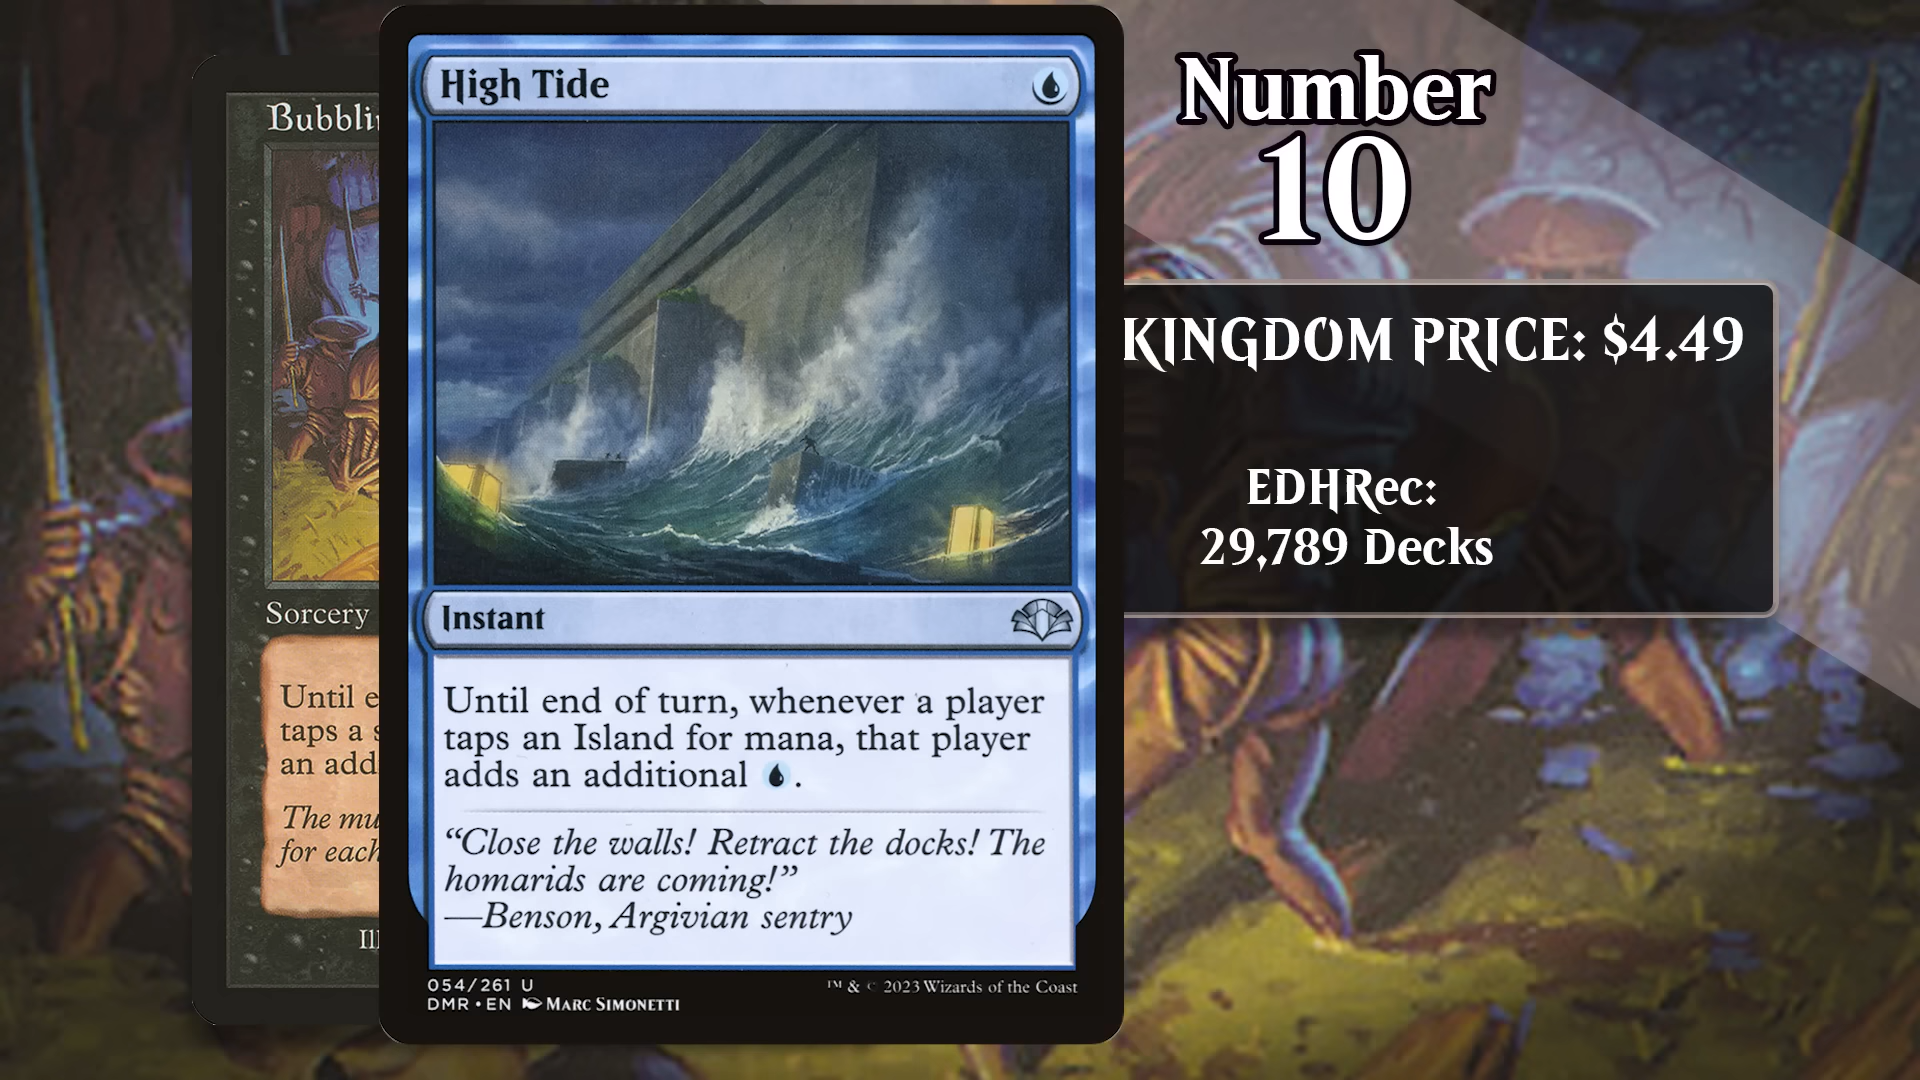 High Tide
Instant
Until end of turn, whenever a player
taps an Island for mana, that player
adds an additional
.
“Close the walls! Retract the docks! The
homarids are coming!”
—Benson, Argivian sentry
054/261 U
DMR • EN Marc Simonetti
™ & © 2023 Wizards of the Coast
Sorcery
Until
taps a
an
The
for each
Number
10
KINGDOM PRICE: $4.49
EDHRec:
29,789 Decks